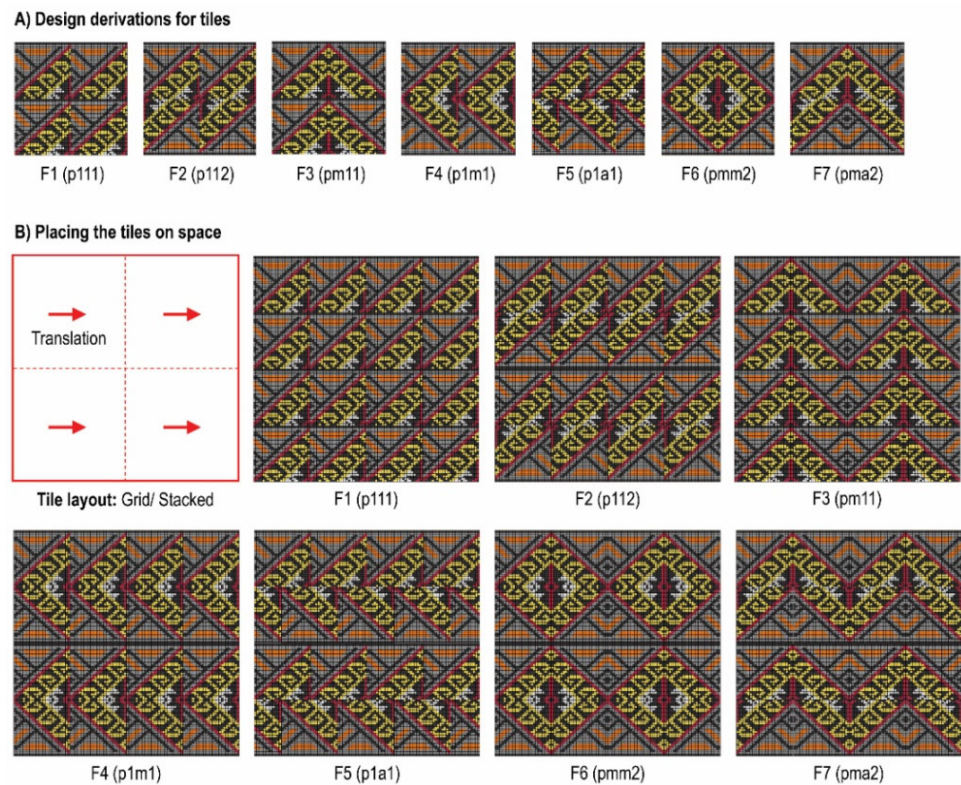 A) Design derivations for tiles
F1 (p111)
F2 (p112)
F3 (pm11)
F4 (p1m1)
F5 (p1a1)
F6 (pmm2)
F7 (pma2)
B) Placing the tiles on space
Translation
Tile layout: Grid/ Stacked
F1 (p111)
F2 (p112)
F3 (pm11)
F4 (p1m1)
F5 (p1a1)
F6 (pmm2)
F7 (pma2)